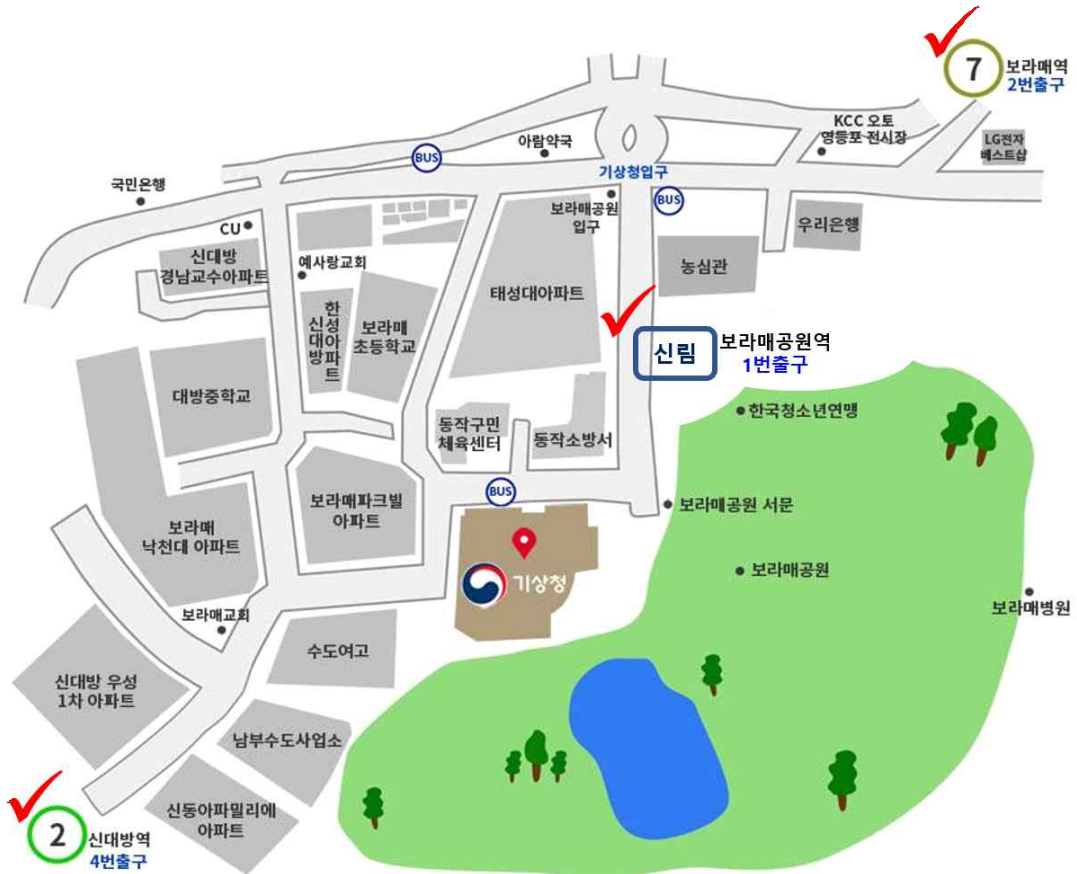 7
보라매역
2번출구
KCC 오토
영등포 전시장
LG전자
베스트샵
아람약국
BUS
기상청입구
국민은행
BUS
보라매공원
입구
CU
우리은행
신대방
경남교수아파트
예사랑교회
농심관
태성대아파트
한성아파트
신대방
보라매
초등학교
신림
보라매공원역
1번출구
대방중학교
한국청소년연맹
동작구민
체육센터
동작소방서
BUS
보라매파크빌
아파트
보라매공원 서문
보라매
낙천대 아파트
기상청
보라매공원
보라매병원
보라매교회
수도여고
신대방 우성
1차 아파트
남부수도사업소
신동아파밀리에
아파트
2
신대방역
4번출구